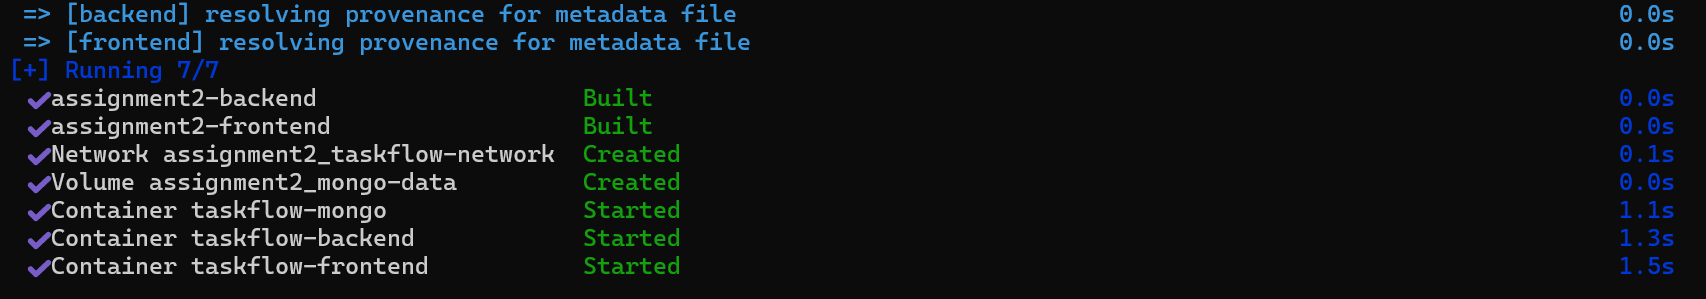 => [backend] resolving provenance for metadata file 0.0s
=> [frontend] resolving provenance for metadata file 0.0s
[+] Running 7/7
✔assignment2-backend Built 0.0s
✔assignment2-frontend Built 0.0s
✔Network assignment2_taskflow-network Created 0.1s
✔Volume assignment2_mongo-data Created 0.0s
✔Container taskflow-mongo Started 1.1s
✔Container taskflow-backend Started 1.3s
✔Container taskflow-frontend Started 1.5s